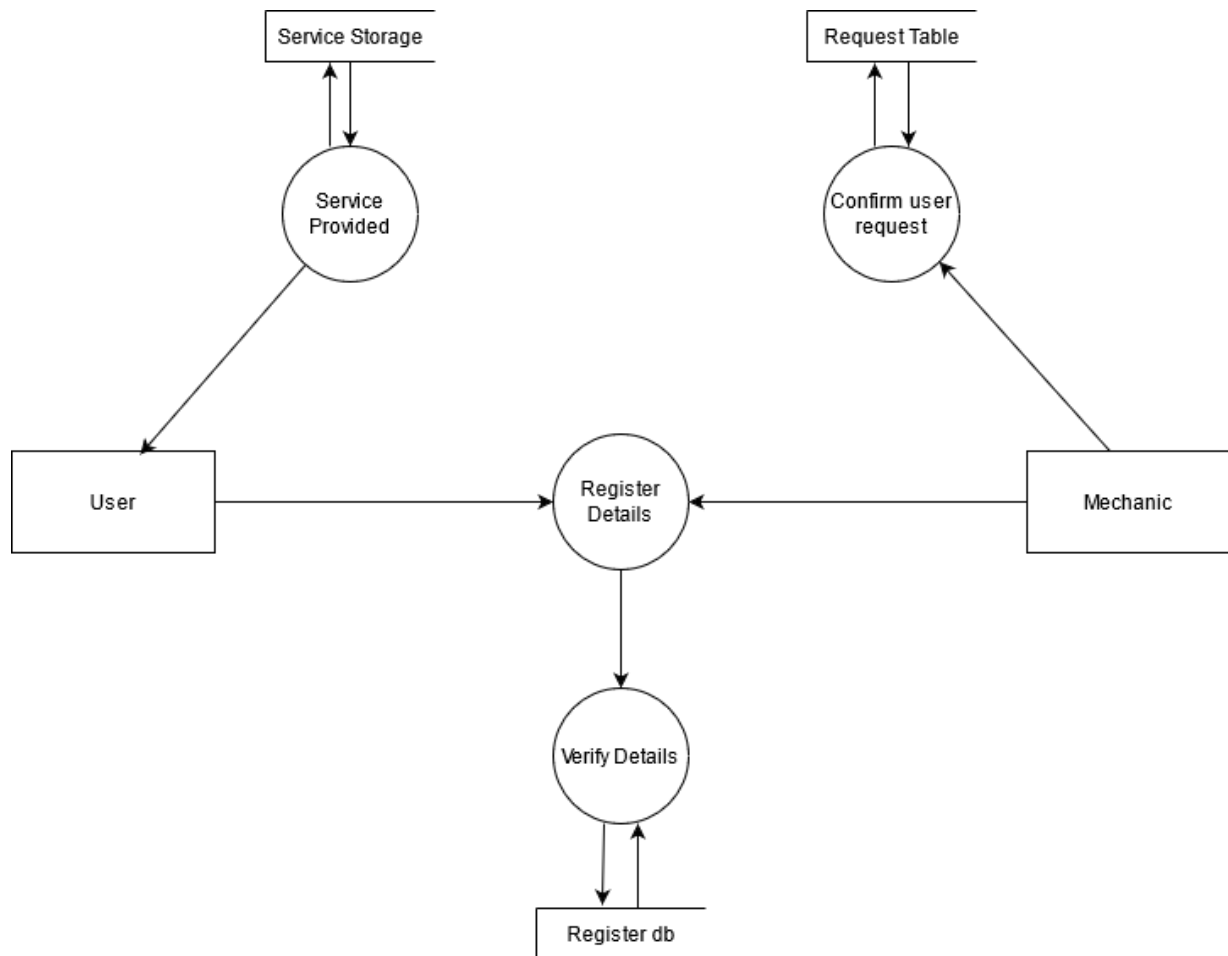 Service Storage
Request Table
Service
Provided
Confirm user
request
User
Register
Details
Mechanic
Verify Details
Register db